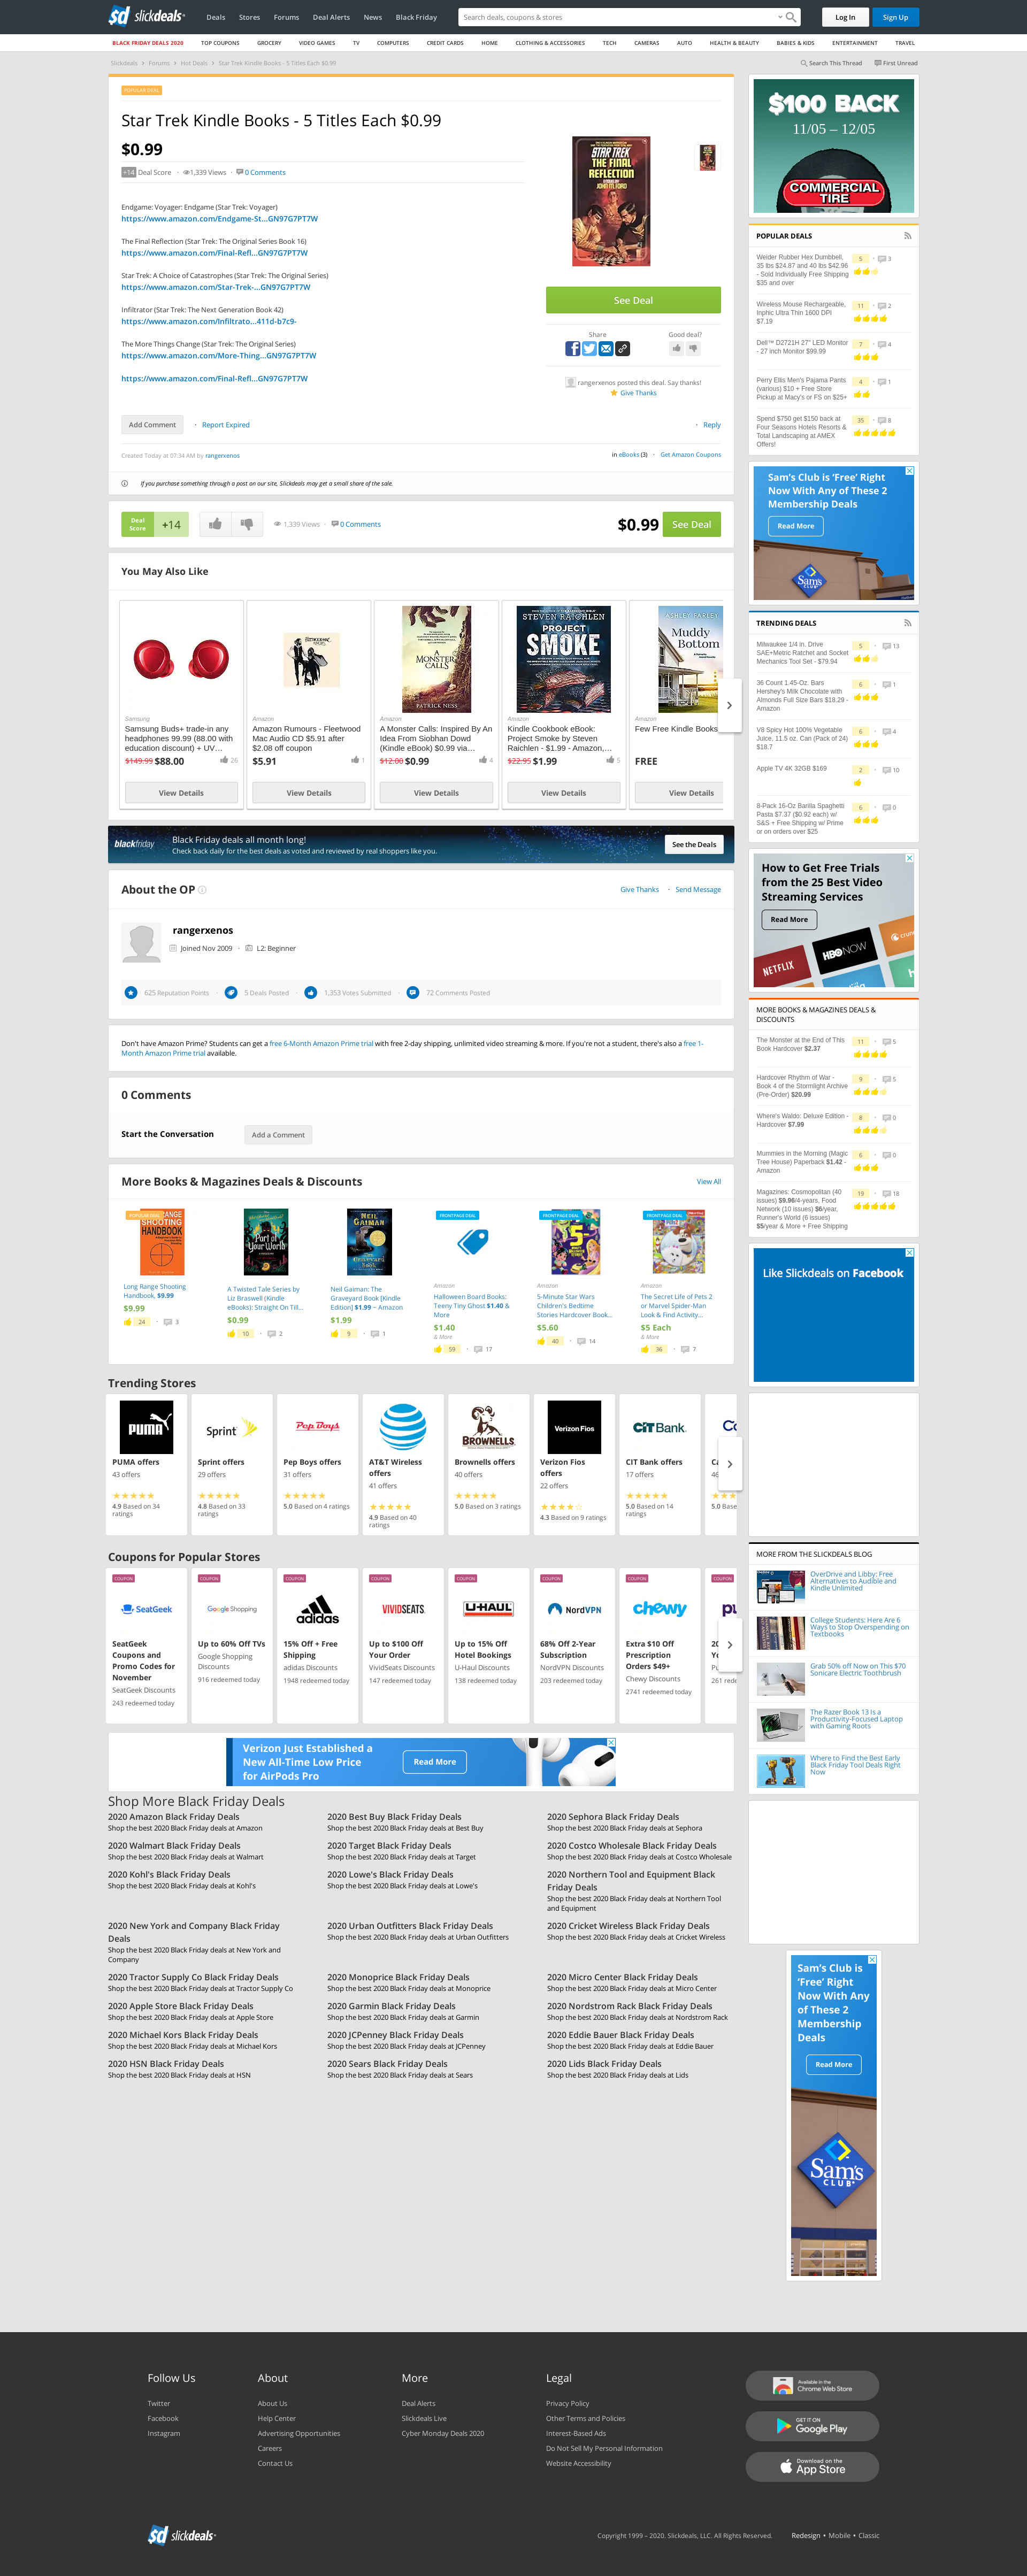 slickdeals
Deals
Stores
Forums
Deal Alerts
News
Black Friday
Search deals, coupons & stores
Log In
Sign Up
BLACK FRIDAY DEALS 2020
TOP COUPONS
GROCERY
VIDEO GAMES
TV
COMPUTERS
CREDIT CARDS
HOME
CLOTHING & ACCESSORIES
TECH
CAMERAS
AUTO
HEALTH & BEAUTY
BABIES & KIDS
ENTERTAINMENT
TRAVEL
Slickdeals › Forums › Hot Deals › Star Trek Kindle Books - 5 Titles Each $0.99
Search This Thread
First Unread
POPULAR DEAL
Star Trek Kindle Books - 5 Titles Each $0.99
$0.99
+14 Deal Score • 1,339 Views • 0 Comments
Endgame: Voyager: Endgame (Star Trek: Voyager)
https://www.amazon.com/Endgame-St...GN97G7PT7W
The Final Reflection (Star Trek: The Original Series Book 16)
https://www.amazon.com/Final-Refl...GN97G7PT7W
Star Trek: A Choice of Catastrophes (Star Trek: The Original Series)
https://www.amazon.com/Star-Trek-...GN97G7PT7W
Infiltrator (Star Trek: The Next Generation Book 42)
https://www.amazon.com/Infiltrato...411d-b7c9-
The More Things Change (Star Trek: The Original Series)
https://www.amazon.com/More-Thing...GN97G7PT7W
https://www.amazon.com/Final-Refl...GN97G7PT7W
STAR TREK
THE FINAL
REFLECTION
JOHN M. FORD
See Deal
Share
Good deal?
rangerxenos posted this deal. Say thanks!
Give Thanks
Add Comment • Report Expired
• Reply
Created Today at 07:34 AM by rangerxenos
in eBooks (3) • Get Amazon Coupons
If you purchase something through a post on our site, Slickdeals may get a small share of the sale.
Deal Score +14
1,339 Views • 0 Comments
$0.99
See Deal
You May Also Like
Samsung
Samsung Buds+ trade-in any headphones 99.99 (88.00 with education discount) + UV…
$149.99 $88.00
26
View Details
Amazon
Amazon Rumours - Fleetwood Mac Audio CD $5.91 after $2.08 off coupon
$5.91
1
View Details
A MONSTER CALLS
PATRICK NESS
Amazon
A Monster Calls: Inspired By An Idea From Siobhan Dowd (Kindle eBook) $0.99 via…
$12.00 $0.99
4
View Details
STEVEN RAICHLEN
PROJECT SMOKE
Amazon
Kindle Cookbook eBook: Project Smoke by Steven Raichlen - $1.99 - Amazon,…
$22.95 $1.99
5
View Details
ASHLEY FARLEY
Muddy Bottom
Amazon
Few Free Kindle Books
FREE
View Details
blackfriday
Black Friday deals all month long!
Check back daily for the best deals as voted and reviewed by real shoppers like you.
See the Deals
About the OP
Give Thanks • Send Message
rangerxenos
Joined Nov 2009 • L2: Beginner
625 Reputation Points • 5 Deals Posted • 1,353 Votes Submitted • 72 Comments Posted
Don't have Amazon Prime? Students can get a free 6-Month Amazon Prime trial with free 2-day shipping, unlimited video streaming & more. If you're not a student, there's also a free 1-
Month Amazon Prime trial available.
0 Comments
Start the Conversation
Add a Comment
More Books & Magazines Deals & Discounts
View All
POPULAR DEAL
Long Range Shooting Handbook, $9.99
$9.99
24 • 3
A Twisted Tale Series by Liz Braswell (Kindle eBooks): Straight On Till...
$0.99
10 • 2
Neil Gaiman: The Graveyard Book [Kindle Edition] $1.99 ~ Amazon
$1.99
9 • 1
FRONTPAGE DEAL
Amazon
Halloween Board Books: Teeny Tiny Ghost $1.40 & More
$1.40
& More
59 • 17
FRONTPAGE DEAL
Amazon
5-Minute Star Wars Children's Bedtime Stories Hardcover Book...
$5.60
40 • 14
FRONTPAGE DEAL
Amazon
The Secret Life of Pets 2 or Marvel Spider-Man Look & Find Activity...
$5 Each
& More
36 • 7
Trending Stores
PUMA
PUMA offers
43 offers
4.9 Based on 34 ratings
Sprint
Sprint offers
29 offers
4.8 Based on 33 ratings
Pep Boys
Pep Boys offers
31 offers
5.0 Based on 4 ratings
AT&T Wireless offers
41 offers
4.9 Based on 40 ratings
BROWNELLS
Brownells offers
40 offers
5.0 Based on 3 ratings
Verizon Fios
Verizon Fios offers
22 offers
4.3 Based on 9 ratings
CIT Bank
CIT Bank offers
17 offers
5.0 Based on 14 ratings
Coupons for Popular Stores
COUPON
SeatGeek
SeatGeek Coupons and Promo Codes for November
SeatGeek Discounts
243 redeemed today
COUPON
Google Shopping
Up to 60% Off TVs
Google Shopping Discounts
916 redeemed today
COUPON
adidas
15% Off + Free Shipping
adidas Discounts
1948 redeemed today
COUPON
VIVIDSEATS
Up to $100 Off Your Order
VividSeats Discounts
147 redeemed today
COUPON
U-HAUL
Up to 15% Off Hotel Bookings
U-Haul Discounts
138 redeemed today
COUPON
NordVPN
68% Off 2-Year Subscription
NordVPN Discounts
203 redeemed today
COUPON
chewy
Extra $10 Off Prescription Orders $49+
Chewy Discounts
2741 redeemed today
COUPON
Verizon Just Established a New All-Time Low Price for AirPods Pro
Read More
Shop More Black Friday Deals
2020 Amazon Black Friday Deals
Shop the best 2020 Black Friday deals at Amazon
2020 Best Buy Black Friday Deals
Shop the best 2020 Black Friday deals at Best Buy
2020 Sephora Black Friday Deals
Shop the best 2020 Black Friday deals at Sephora
2020 Walmart Black Friday Deals
Shop the best 2020 Black Friday deals at Walmart
2020 Target Black Friday Deals
Shop the best 2020 Black Friday deals at Target
2020 Costco Wholesale Black Friday Deals
Shop the best 2020 Black Friday deals at Costco Wholesale
2020 Kohl's Black Friday Deals
Shop the best 2020 Black Friday deals at Kohl's
2020 Lowe's Black Friday Deals
Shop the best 2020 Black Friday deals at Lowe's
2020 Northern Tool and Equipment Black Friday Deals
Shop the best 2020 Black Friday deals at Northern Tool and Equipment
2020 New York and Company Black Friday Deals
Shop the best 2020 Black Friday deals at New York and Company
2020 Urban Outfitters Black Friday Deals
Shop the best 2020 Black Friday deals at Urban Outfitters
2020 Cricket Wireless Black Friday Deals
Shop the best 2020 Black Friday deals at Cricket Wireless
2020 Tractor Supply Co Black Friday Deals
Shop the best 2020 Black Friday deals at Tractor Supply Co
2020 Monoprice Black Friday Deals
Shop the best 2020 Black Friday deals at Monoprice
2020 Micro Center Black Friday Deals
Shop the best 2020 Black Friday deals at Micro Center
2020 Apple Store Black Friday Deals
Shop the best 2020 Black Friday deals at Apple Store
2020 Garmin Black Friday Deals
Shop the best 2020 Black Friday deals at Garmin
2020 Nordstrom Rack Black Friday Deals
Shop the best 2020 Black Friday deals at Nordstrom Rack
2020 Michael Kors Black Friday Deals
Shop the best 2020 Black Friday deals at Michael Kors
2020 JCPenney Black Friday Deals
Shop the best 2020 Black Friday deals at JCPenney
2020 Eddie Bauer Black Friday Deals
Shop the best 2020 Black Friday deals at Eddie Bauer
2020 HSN Black Friday Deals
Shop the best 2020 Black Friday deals at HSN
2020 Sears Black Friday Deals
Shop the best 2020 Black Friday deals at Sears
2020 Lids Black Friday Deals
Shop the best 2020 Black Friday deals at Lids
$100 BACK
11/05 – 12/05
COMMERCIAL TIRE
POPULAR DEALS
Weider Rubber Hex Dumbbell, 35 lbs $24.87 and 40 lbs $42.96 - Sold Individually Free Shipping $35 and over
5 • 3
Wireless Mouse Rechargeable, Inphic Ultra Thin 1600 DPI $7.19
11 • 2
Dell™ D2721H 27" LED Monitor - 27 inch Monitor $99.99
7 • 4
Perry Ellis Men's Pajama Pants (various) $10 + Free Store Pickup at Macy's or FS on $25+
4 • 1
Spend $750 get $150 back at Four Seasons Hotels Resorts & Total Landscaping at AMEX Offers!
35 • 8
Sam's Club is 'Free' Right Now With Any of These 2 Membership Deals
Read More
TRENDING DEALS
Milwaukee 1/4 in. Drive SAE+Metric Ratchet and Socket Mechanics Tool Set - $79.94
5 • 13
36 Count 1.45-Oz. Bars Hershey's Milk Chocolate with Almonds Full Size Bars $18.29 - Amazon
6 • 1
V8 Spicy Hot 100% Vegetable Juice, 11.5 oz. Can (Pack of 24) $18.7
6 • 4
Apple TV 4K 32GB $169
2 • 10
8-Pack 16-Oz Barilla Spaghetti Pasta $7.37 ($0.92 each) w/ S&S + Free Shipping w/ Prime or on orders over $25
6 • 0
How to Get Free Trials from the 25 Best Video Streaming Services
Read More
NETFLIX
HBO NOW
MORE BOOKS & MAGAZINES DEALS & DISCOUNTS
The Monster at the End of This Book Hardcover $2.37
11 • 5
Hardcover Rhythm of War - Book 4 of the Stormlight Archive (Pre-Order) $20.99
9 • 5
Where's Waldo: Deluxe Edition - Hardcover $7.99
8 • 0
Mummies in the Morning (Magic Tree House) Paperback $1.42 - Amazon
6 • 0
Magazines: Cosmopolitan (40 issues) $9.96/4-years, Food Network (10 issues) $6/year, Runner's World (6 issues) $5/year & More + Free Shipping
19 • 18
Like Slickdeals on Facebook
MORE FROM THE SLICKDEALS BLOG
OverDrive and Libby: Free Alternatives to Audible and Kindle Unlimited
College Students: Here Are 6 Ways to Stop Overspending on Textbooks
Grab 50% off Now on This $70 Sonicare Electric Toothbrush
The Razer Book 13 Is a Productivity-Focused Laptop with Gaming Roots
Where to Find the Best Early Black Friday Tool Deals Right Now
Sam's Club is 'Free' Right Now With Any of These 2 Membership Deals
Read More
Sam's CLUB
Follow Us
Twitter
Facebook
Instagram
About
About Us
Help Center
Advertising Opportunities
Careers
Contact Us
More
Deal Alerts
Slickdeals Live
Cyber Monday Deals 2020
Legal
Privacy Policy
Other Terms and Policies
Interest-Based Ads
Do Not Sell My Personal Information
Website Accessibility
Available in the Chrome Web Store
GET IT ON Google Play
Download on the App Store
slickdeals
Copyright 1999 – 2020. Slickdeals, LLC. All Rights Reserved.
Redesign • Mobile • Classic